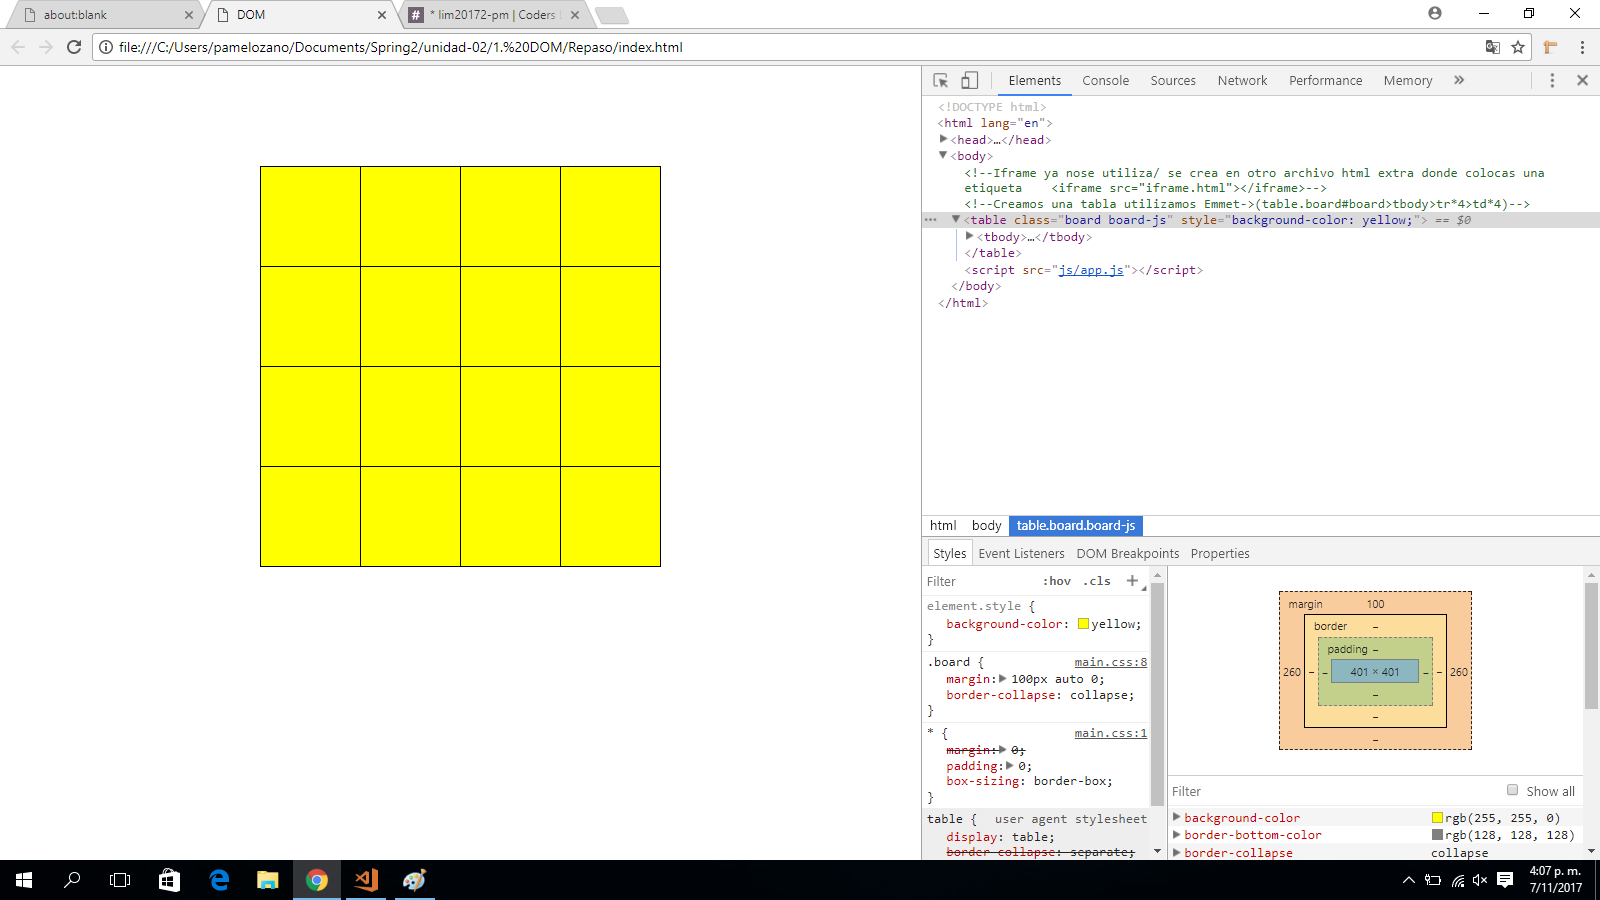 about:blank
DOM
* lim20172-pm | Coders
file:///C:/Users/pamelozano/Documents/Spring2/unidad-02/1.%20DOM/Repaso/index.html
Elements Console Sources Network Performance Memory »
<!DOCTYPE html>
<html lang="en">
<head>…</head>
<body>
<!--Iframe ya nose utiliza/ se crea en otro archivo html extra donde colocas una
etiqueta    <iframe src="iframe.html"></iframe>-->
<!--Creamos una tabla utilizamos Emmet->(table.board#board>tbody>tr*4>td*4)-->
<table class="board board-js" style="background-color: yellow;"> == $0
<tbody>…</tbody>
</table>
<script src="js/app.js"></script>
</body>
</html>
html body table.board.board-js
Styles Event Listeners DOM Breakpoints Properties
Filter :hov .cls +
element.style {
background-color: yellow;
}
.board { main.css:8
margin: 100px auto 0;
border-collapse: collapse;
}
* { main.css:1
margin: 0;
padding: 0;
box-sizing: border-box;
}
table { user agent stylesheet
display: table;
border-collapse: separate;
margin 100
border –
padding –
260 – – 401 × 401 – – 260
–
–
–
Filter Show all
background-color rgb(255, 255, 0)
border-bottom-color rgb(128, 128, 128)
border-collapse collapse
4:07 p. m.
7/11/2017